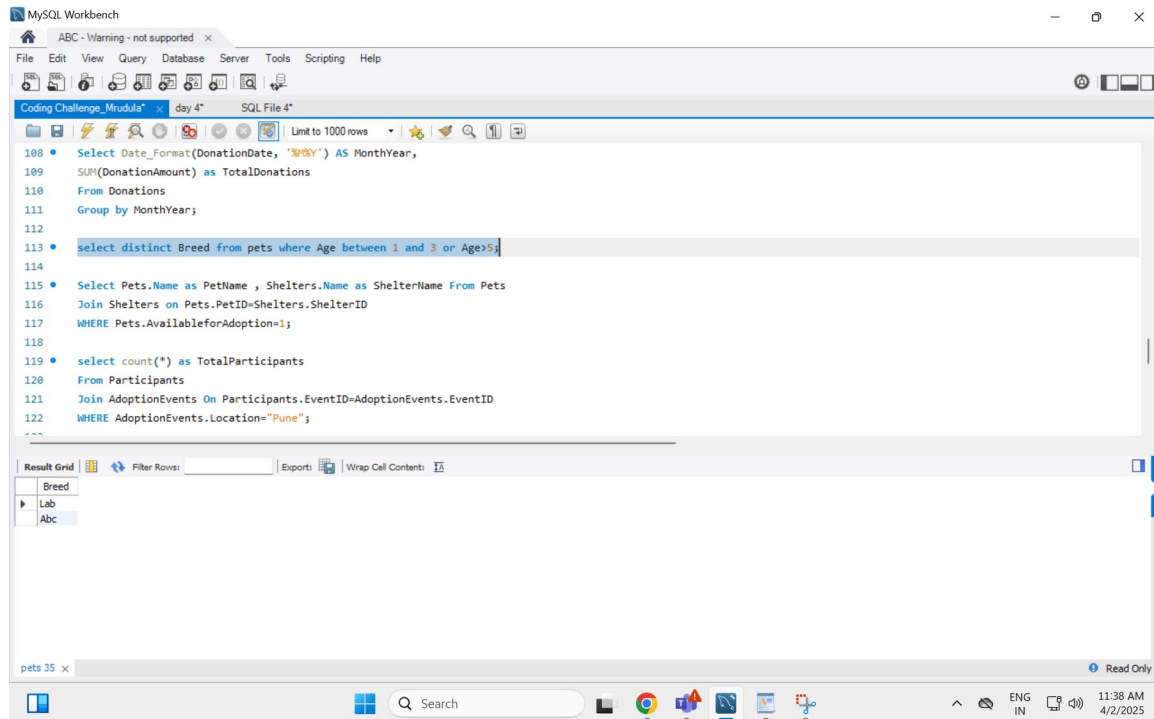 MySQL Workbench
ABC - Warning - not supported
File Edit View Query Database Server Tools Scripting Help
Coding Challenge_Mrudula* day 4* SQL File 4*
Limit to 1000 rows
108 Select Date_Format(DonationDate, '%M%Y') AS MonthYear,
109 SUM(DonationAmount) as TotalDonations
110 From Donations
111 Group by MonthYear;
112
113 select distinct Breed from pets where Age between 1 and 3 or Age>5;
114
115 Select Pets.Name as PetName , Shelters.Name as ShelterName From Pets
116 Join Shelters on Pets.PetID=Shelters.ShelterID
117 WHERE Pets.AvailableforAdoption=1;
118
119 select count(*) as TotalParticipants
120 From Participants
121 Join AdoptionEvents On Participants.EventID=AdoptionEvents.EventID
122 WHERE AdoptionEvents.Location="Pune";
Result Grid Filter Rows: Export: Wrap Cell Content:
Breed
Lab
Abc
pets 35 Read Only
Search
ENG 11:38 AM
IN 4/2/2025